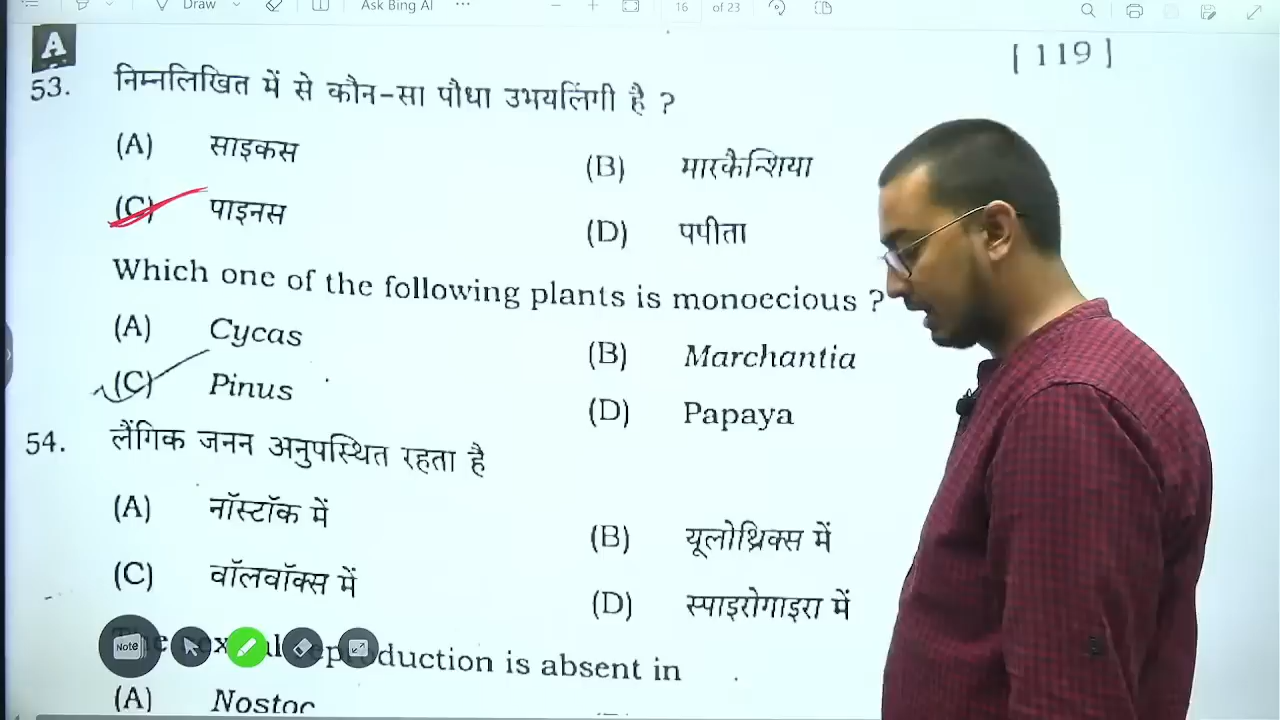 Draw
Ask Bing AI
16 of 23
A
[ 119 ]
53. निम्नलिखित में से कौन-सा पौधा उभयलिंगी है ?
(A) साइकस (B) मारकैन्शिया
(C) पाइनस (D) पपीता
Which one of the following plants is monoecious ?
(A) Cycas (B) Marchantia
(C) Pinus (D) Papaya
54. लैंगिक जनन अनुपस्थित रहता है
(A) नॉस्टॉक में (B) यूलोथ्रिक्स में
(C) वॉलवॉक्स में (D) स्पाइरोगाइरा में
Note
is absent in
(A) Nostoc